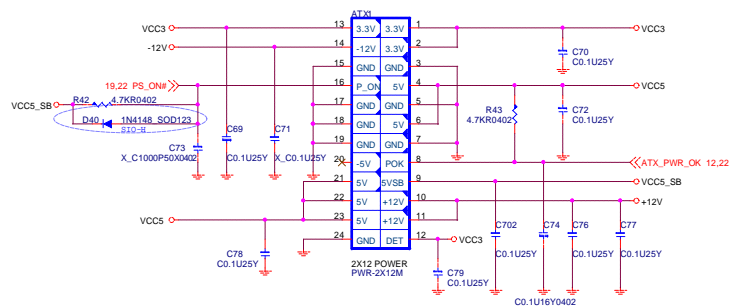 ATX1
VCC3 13 3.3V 3.3V 1 VCC3
-12V 14 -12V 3.3V 2
C70
C0.1U25Y
15 GND GND 3
19,22 PS_ON# 16 P_ON 5V 4 VCC5
VCC5_SB R42 4.7KR0402
17 GND GND 5
R43
4.7KR0402
C72
C0.1U25Y
D40 1N4148_SOD123
SIO-H
18 GND 5V 6
C69
C0.1U25Y
C71
X_C0.1U25Y
19 GND GND 7
C73
X_C1000P50X0402
20 -5V POK 8 ATX_PWR_OK 12,22
21 5V 5VSB 9 VCC5_SB
22 5V +12V 10 +12V
VCC5 23 5V +12V 11
24 GND DET 12 VCC3
C702
C0.1U25Y
C74
C0.1U16Y0402
C76
C0.1U25Y
C77
C0.1U25Y
C78
C0.1U25Y
2X12 POWER
PWR-2X12M
C79
C0.1U25Y